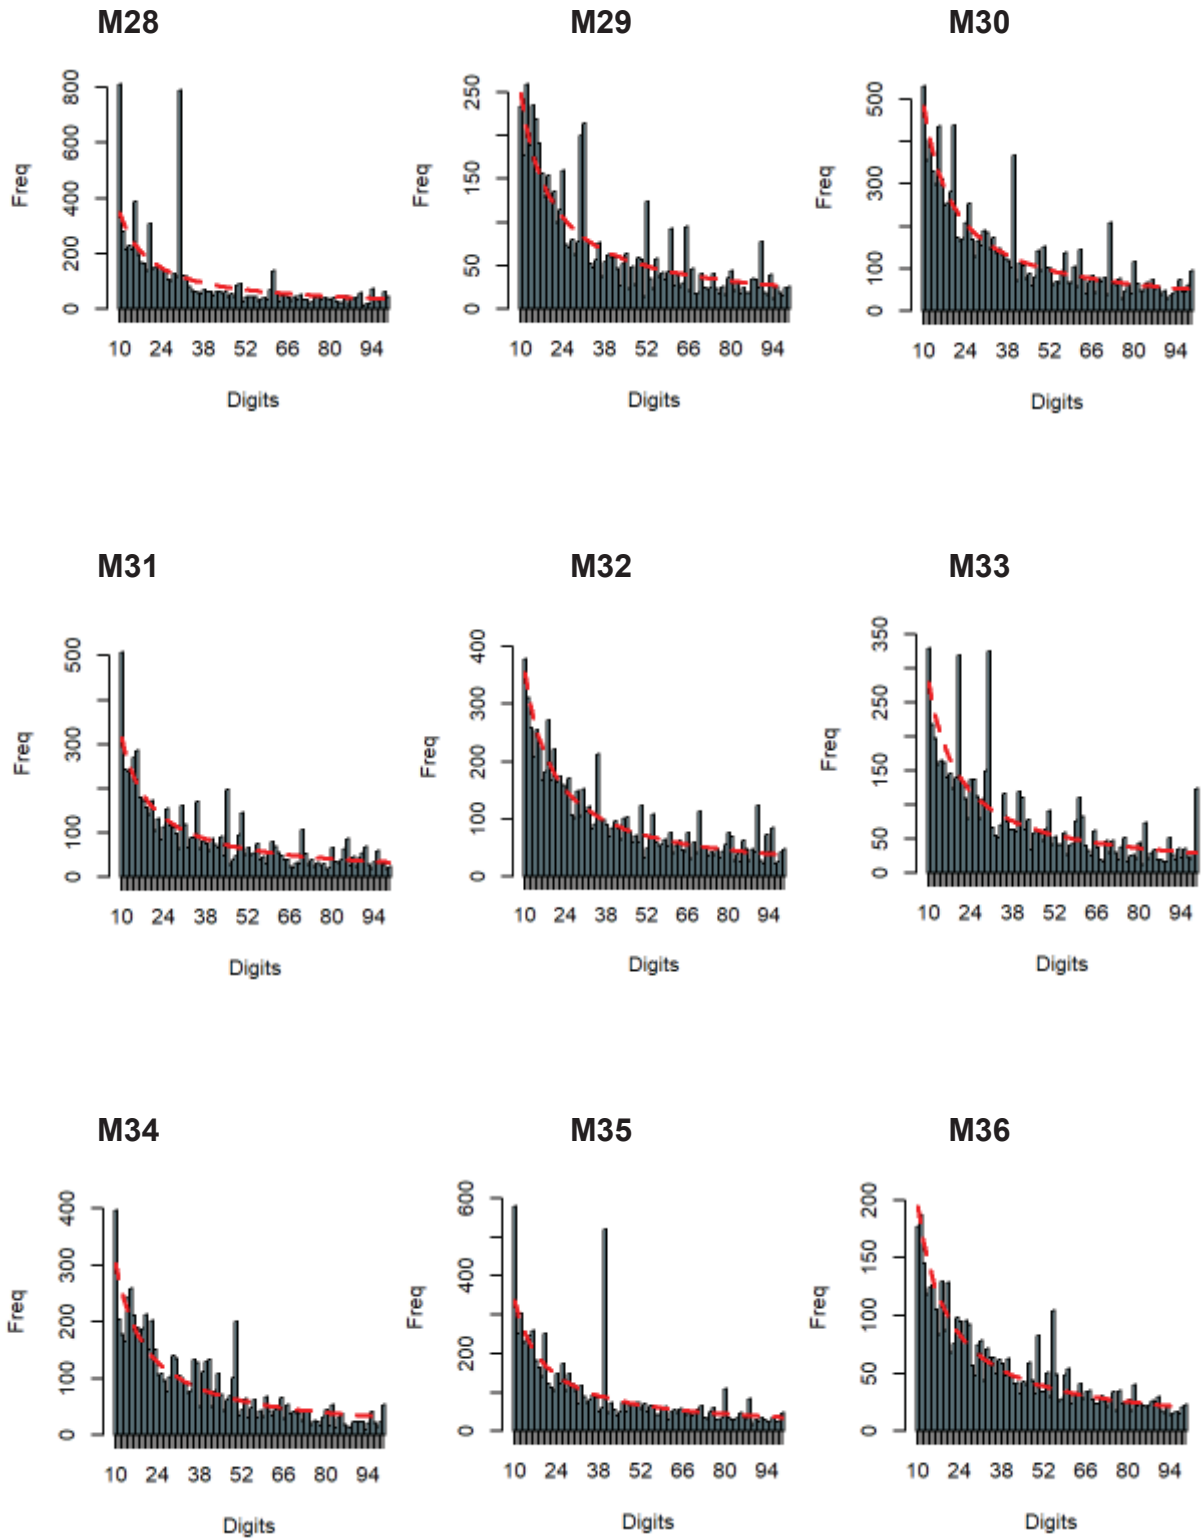 M28 M29 M30
Freq
0 200 400 600 800
10 24 38 52 66 80 94
Digits
Freq
0 50 150 250
10 24 38 52 66 80 94
Digits
Freq
0 100 300 500
10 24 38 52 66 80 94
Digits
M31 M32 M33
Freq
0 100 300 500
10 24 38 52 66 80 94
Digits
Freq
0 100 200 300 400
10 24 38 52 66 80 94
Digits
Freq
0 50 150 250 350
10 24 38 52 66 80 94
Digits
M34 M35 M36
Freq
0 100 200 300 400
10 24 38 52 66 80 94
Digits
Freq
0 200 400 600
10 24 38 52 66 80 94
Digits
Freq
0 50 100 150 200
10 24 38 52 66 80 94
Digits